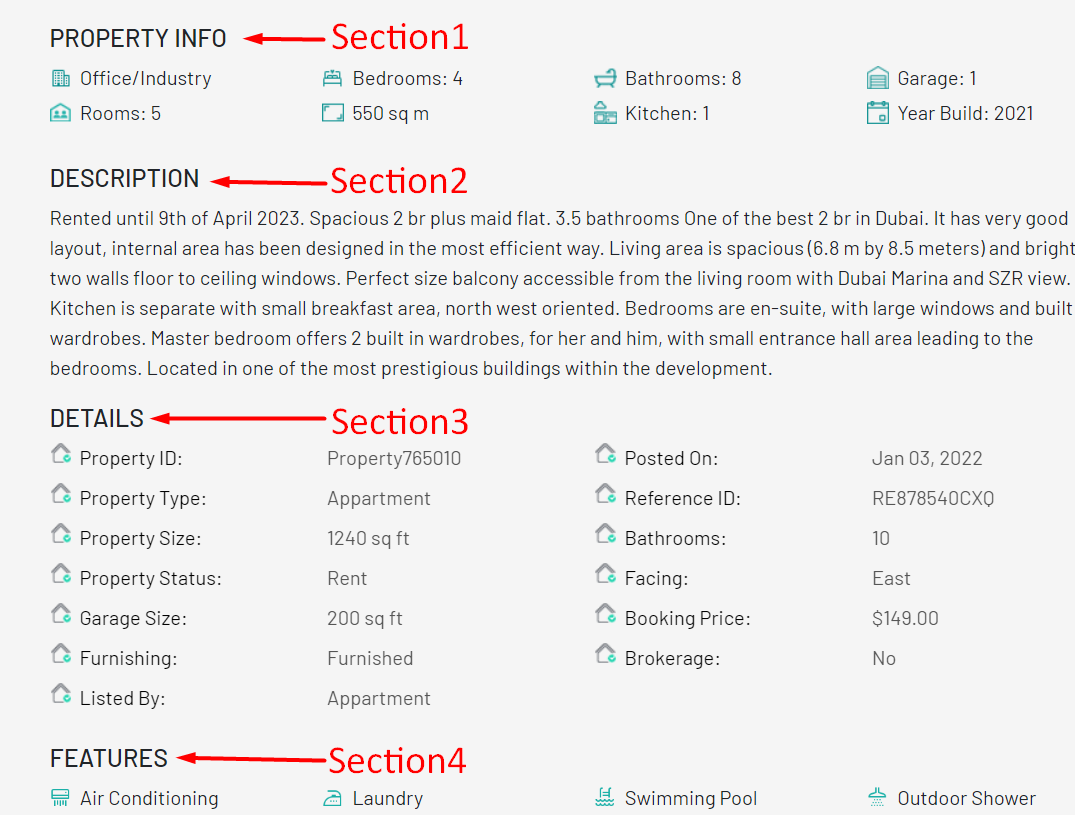 PROPERTY INFO Section1
Office/Industry Bedrooms: 4 Bathrooms: 8 Garage: 1
Rooms: 5 550 sq m Kitchen: 1 Year Build: 2021
DESCRIPTION Section2
Rented until 9th of April 2023. Spacious 2 br plus maid flat. 3.5 bathrooms One of the best 2 br in Dubai. It has very good
layout, internal area has been designed in the most efficient way. Living area is spacious (6.8 m by 8.5 meters) and bright
two walls floor to ceiling windows. Perfect size balcony accessible from the living room with Dubai Marina and SZR view.
Kitchen is separate with small breakfast area, north west oriented. Bedrooms are en-suite, with large windows and built
wardrobes. Master bedroom offers 2 built in wardrobes, for her and him, with small entrance hall area leading to the
bedrooms. Located in one of the most prestigious buildings within the development.
DETAILS Section3
Property ID: Property765010 Posted On: Jan 03, 2022
Property Type: Appartment Reference ID: RE878540CXQ
Property Size: 1240 sq ft Bathrooms: 10
Property Status: Rent Facing: East
Garage Size: 200 sq ft Booking Price: $149.00
Furnishing: Furnished Brokerage: No
Listed By: Appartment
FEATURES Section4
Air Conditioning Laundry Swimming Pool Outdoor Shower